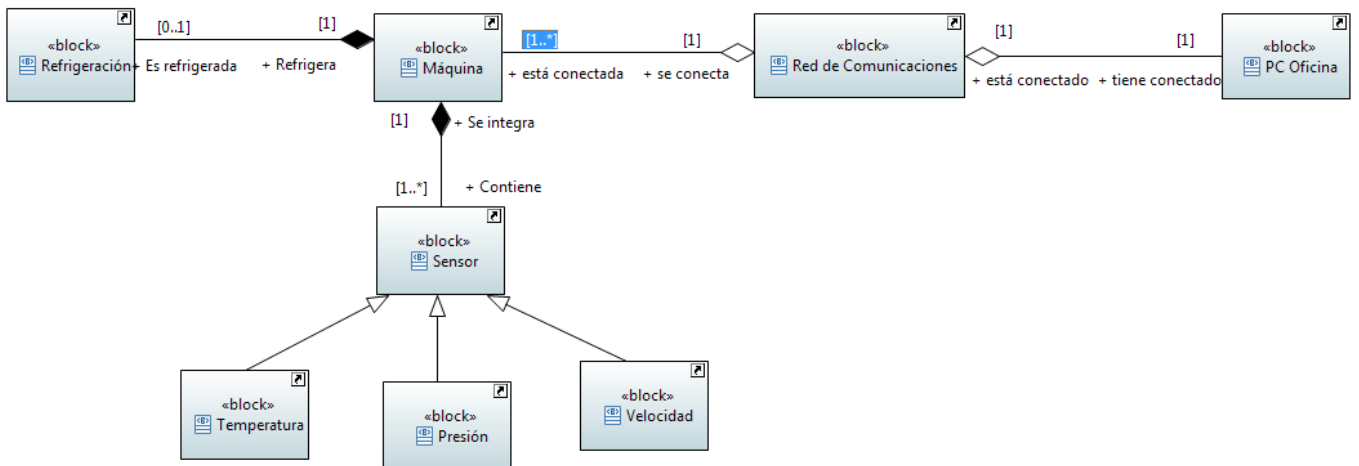 [0..1]
[1]
«block»
Refrigeración
+ Es refrigerada
+ Refrigera
«block»
Máquina
[1..*]
[1]
+ está conectada
+ se conecta
«block»
Red de Comunicaciones
[1]
[1]
+ está conectado
+ tiene conectado
«block»
PC Oficina
[1]
+ Se integra
[1..*]
+ Contiene
«block»
Sensor
«block»
Temperatura
«block»
Presión
«block»
Velocidad